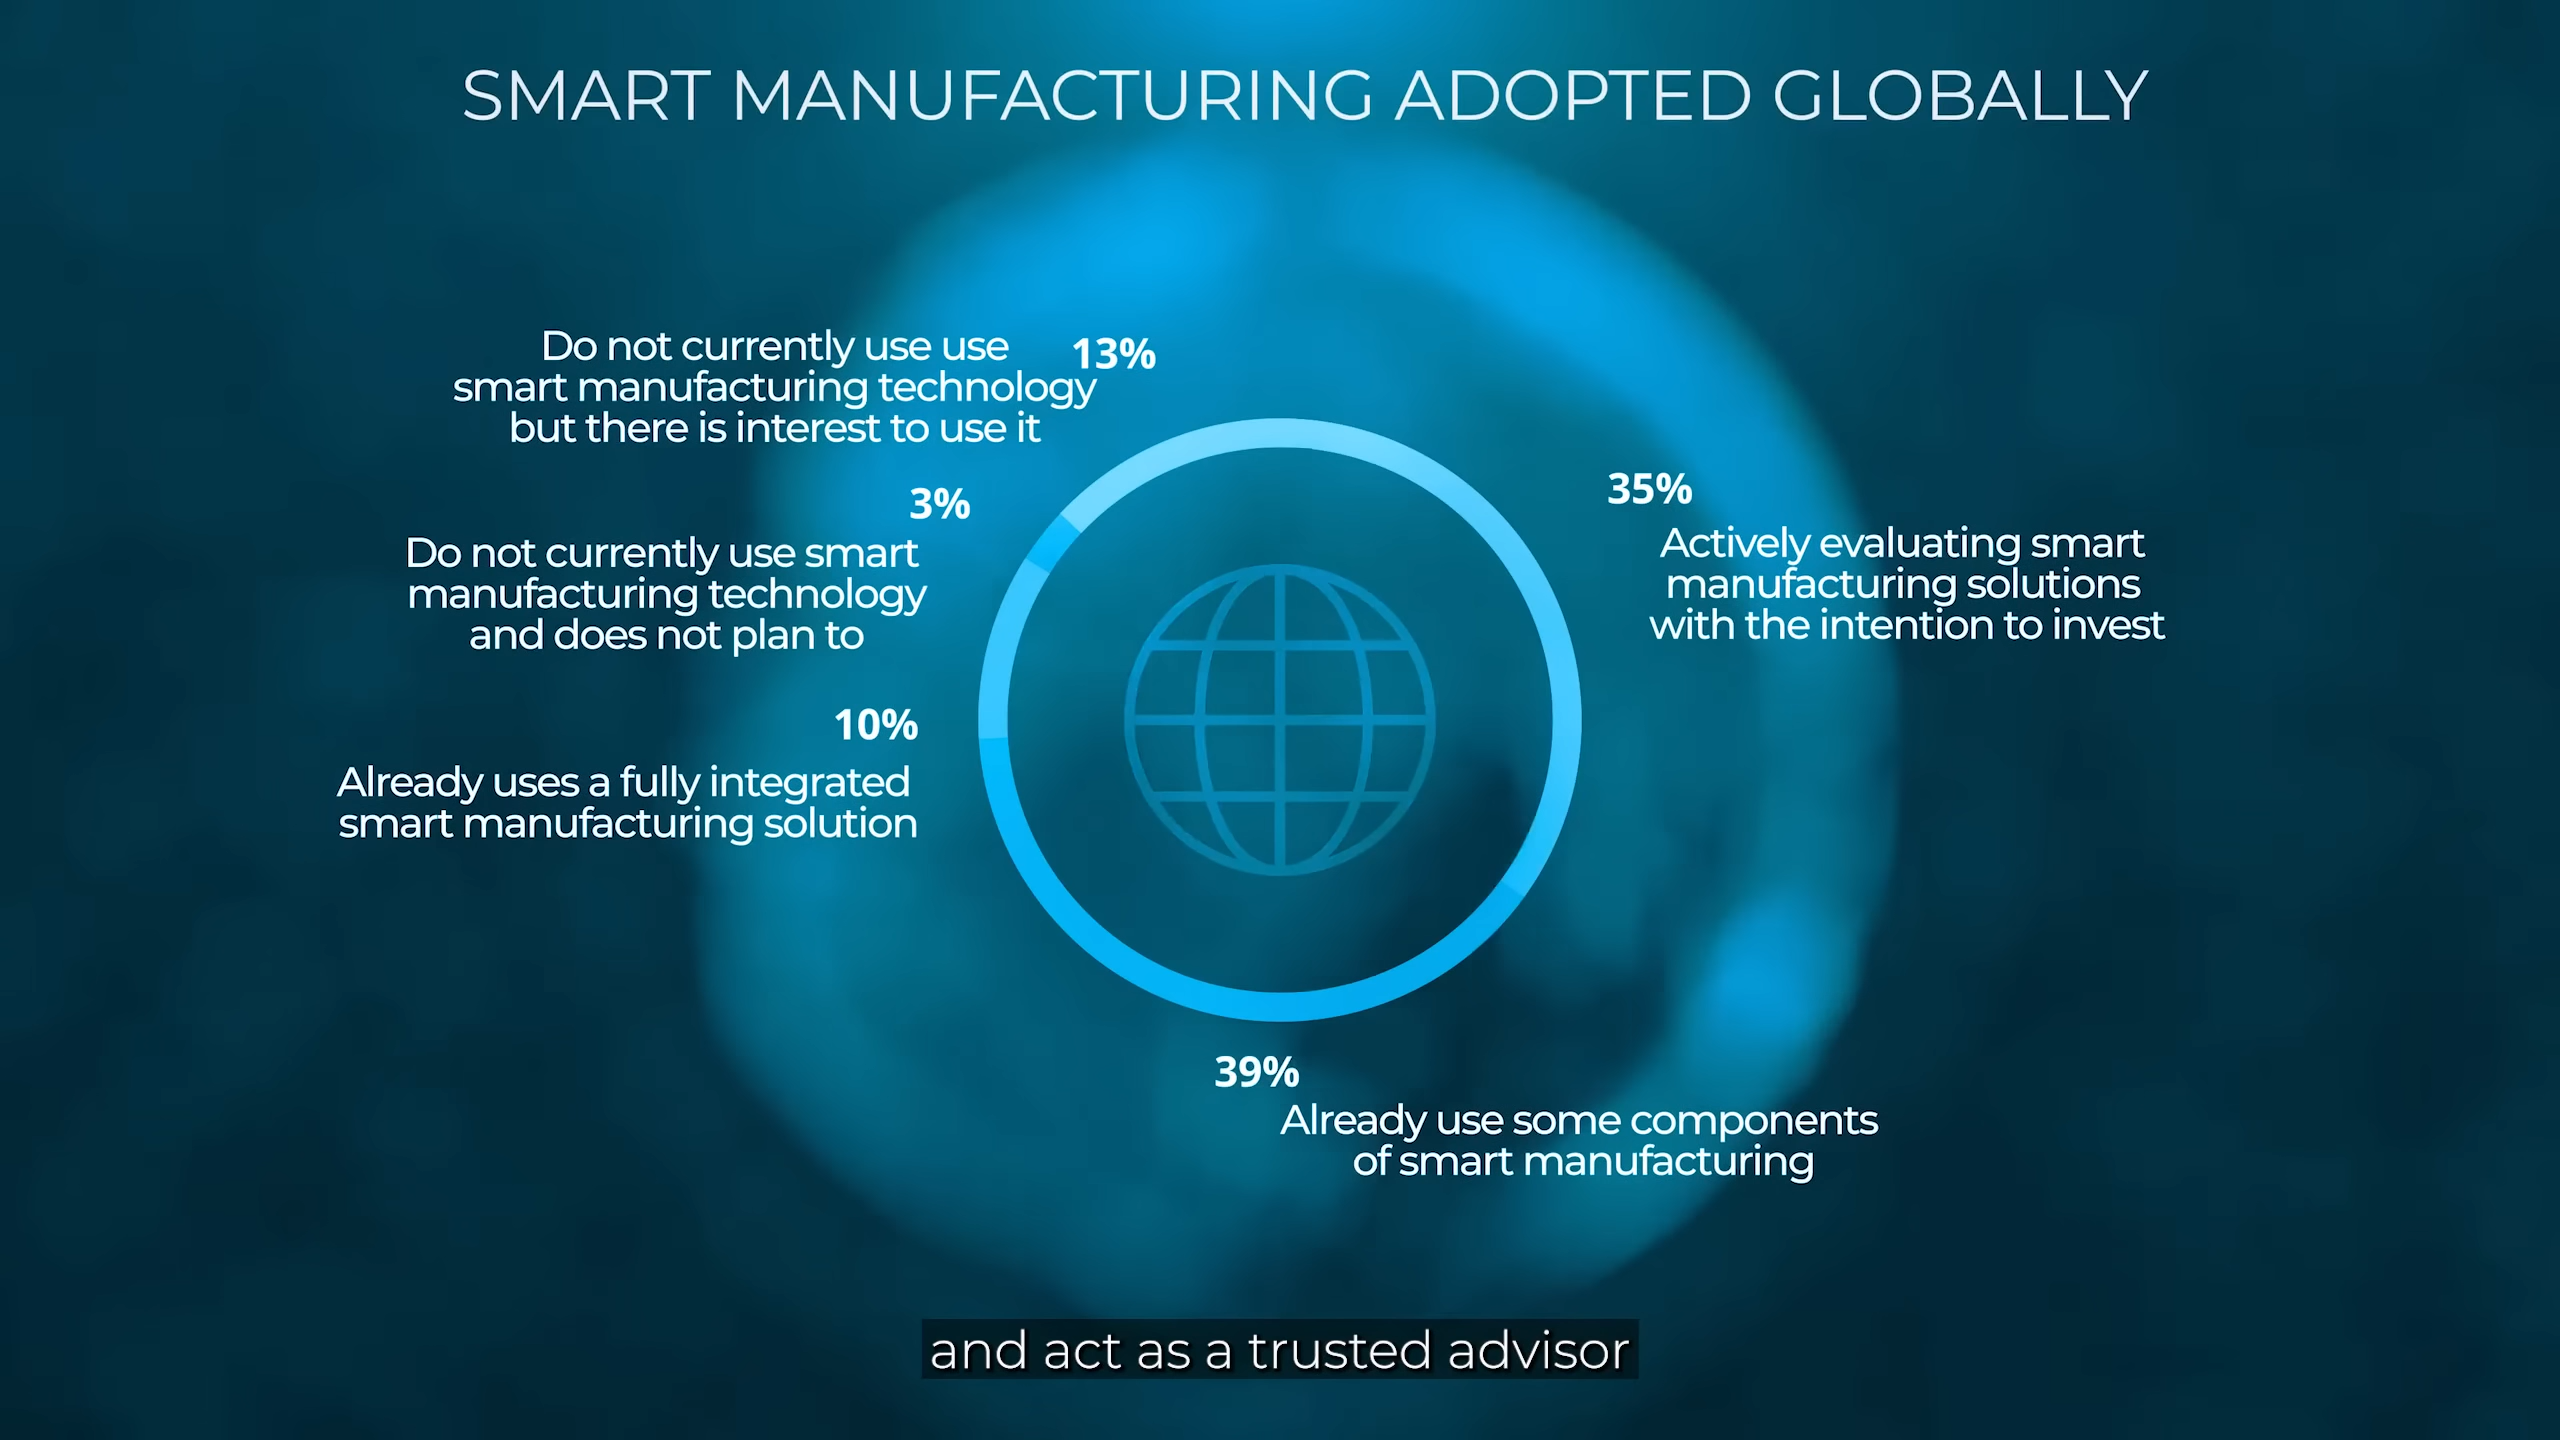 SMART MANUFACTURING ADOPTED GLOBALLY
Do not currently use use
smart manufacturing technology
but there is interest to use it
13%
3%
Do not currently use smart
manufacturing technology
and does not plan to
10%
Already uses a fully integrated
smart manufacturing solution
35%
Actively evaluating smart
manufacturing solutions
with the intention to invest
39%
Already use some components
of smart manufacturing
and act as a trusted advisor